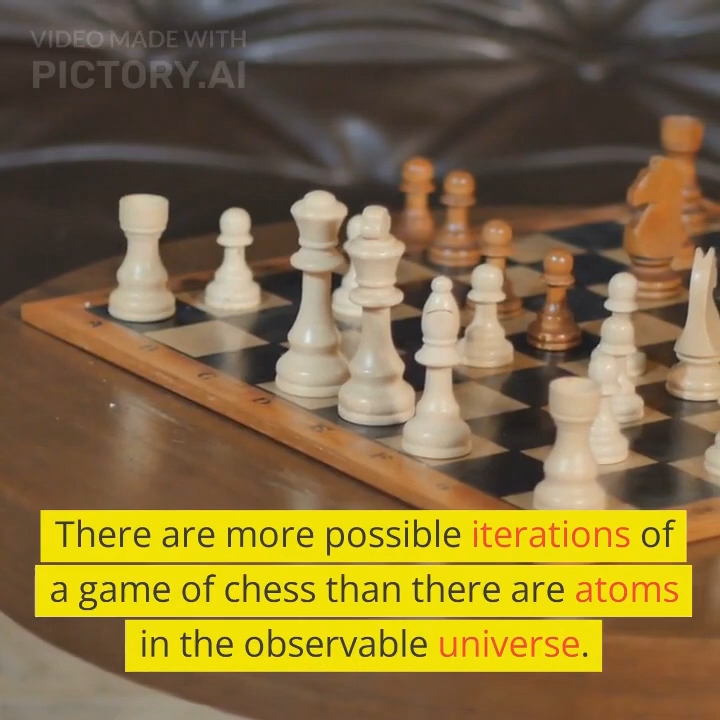 VIDEO MADE WITH
PICTORY.AI
There are more possible iterations of
a game of chess than there are atoms
in the observable universe.